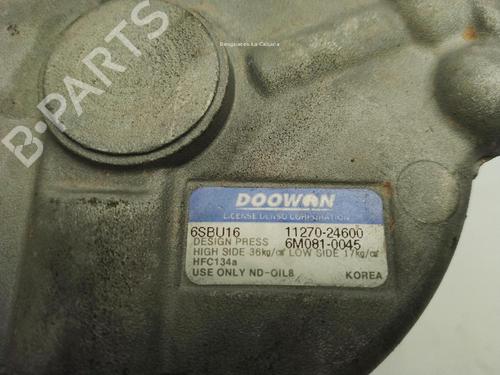 Desguaces La Cabaña
B-PARTS
DOOWON
LICENSE DENSO CORPORATION
6SBU16 11270-24600
DESIGN PRESS 6M081-0045
HIGH SIDE 36kg/㎠ LOW SIDE 17kg/㎠
HFC134a
USE ONLY ND-OIL8 KOREA